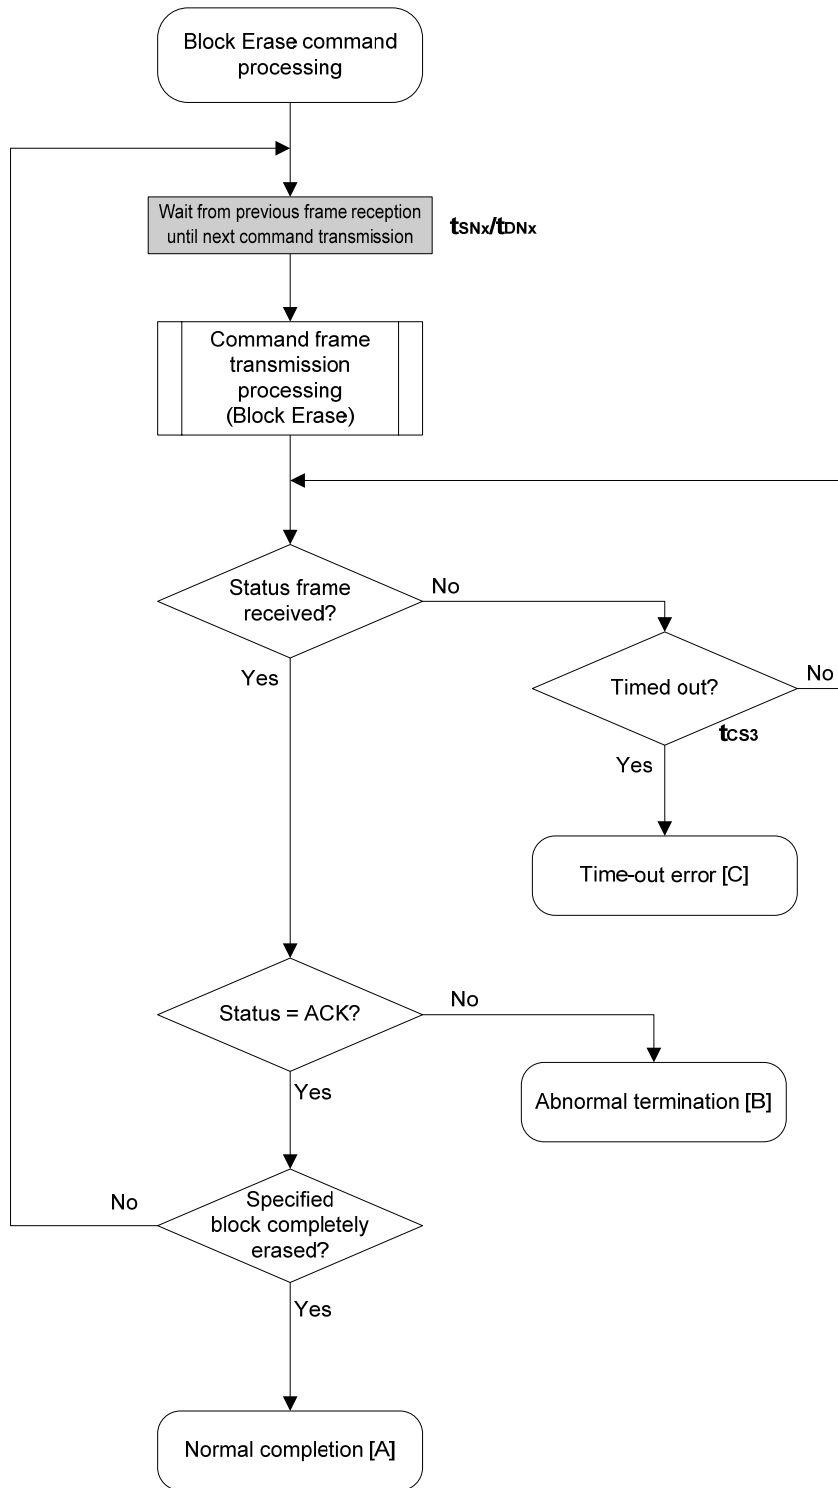 Block Erase command
processing
Wait from previous frame reception
until next command transmission
tSNx/tDNx
Command frame
transmission
processing
(Block Erase)
Status frame
received?
No
Yes
Timed out?
No
tCS3
Yes
Time-out error [C]
Status = ACK?
No
Yes
Abnormal termination [B]
Specified
block completely
erased?
No
Yes
Normal completion [A]